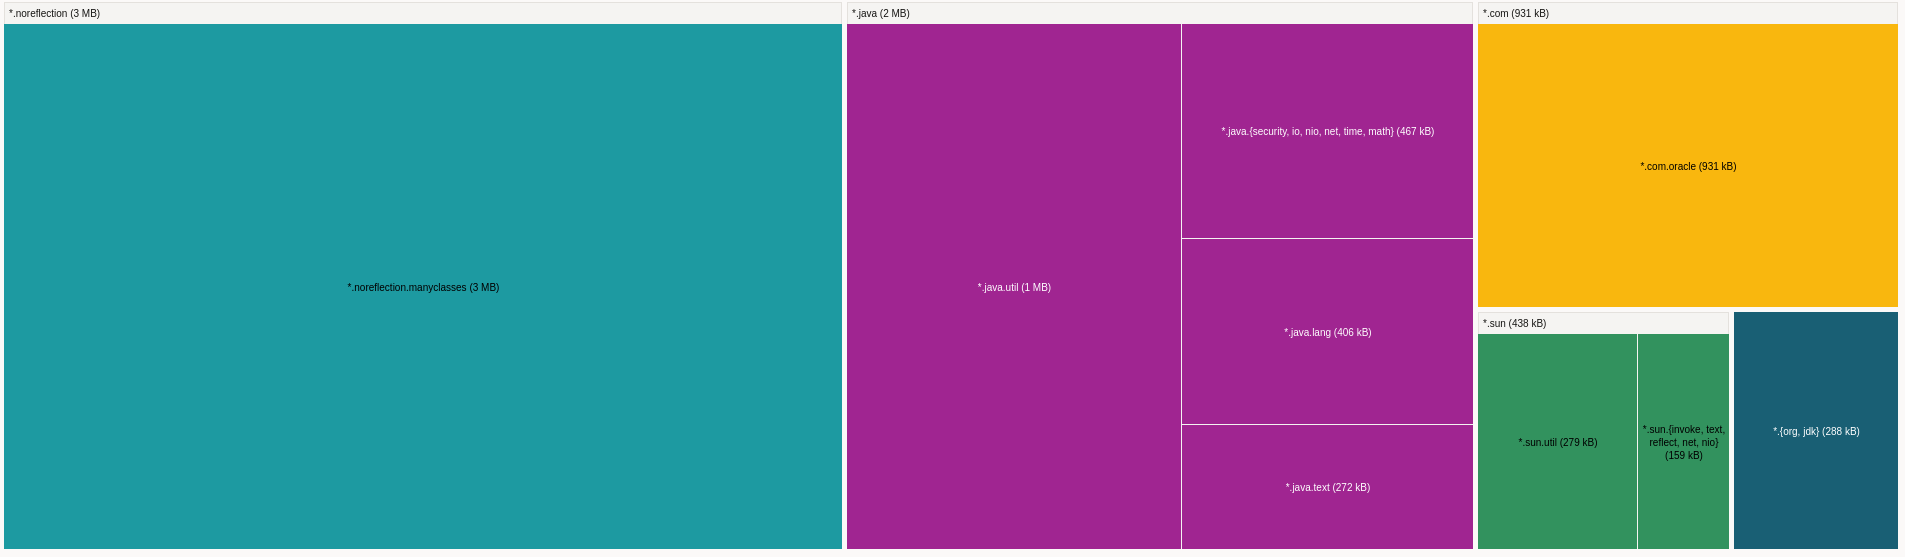 *.noreflection (3 MB)
*.noreflection.manyclasses (3 MB)
*.java (2 MB)
*.java.util (1 MB)
*.java.{security, io, nio, net, time, math} (467 kB)
*.java.lang (406 kB)
*.java.text (272 kB)
*.com (931 kB)
*.com.oracle (931 kB)
*.sun (438 kB)
*.sun.util (279 kB)
*.sun.{invoke, text,
reflect, net, nio}
(159 kB)
*.{org, jdk} (288 kB)